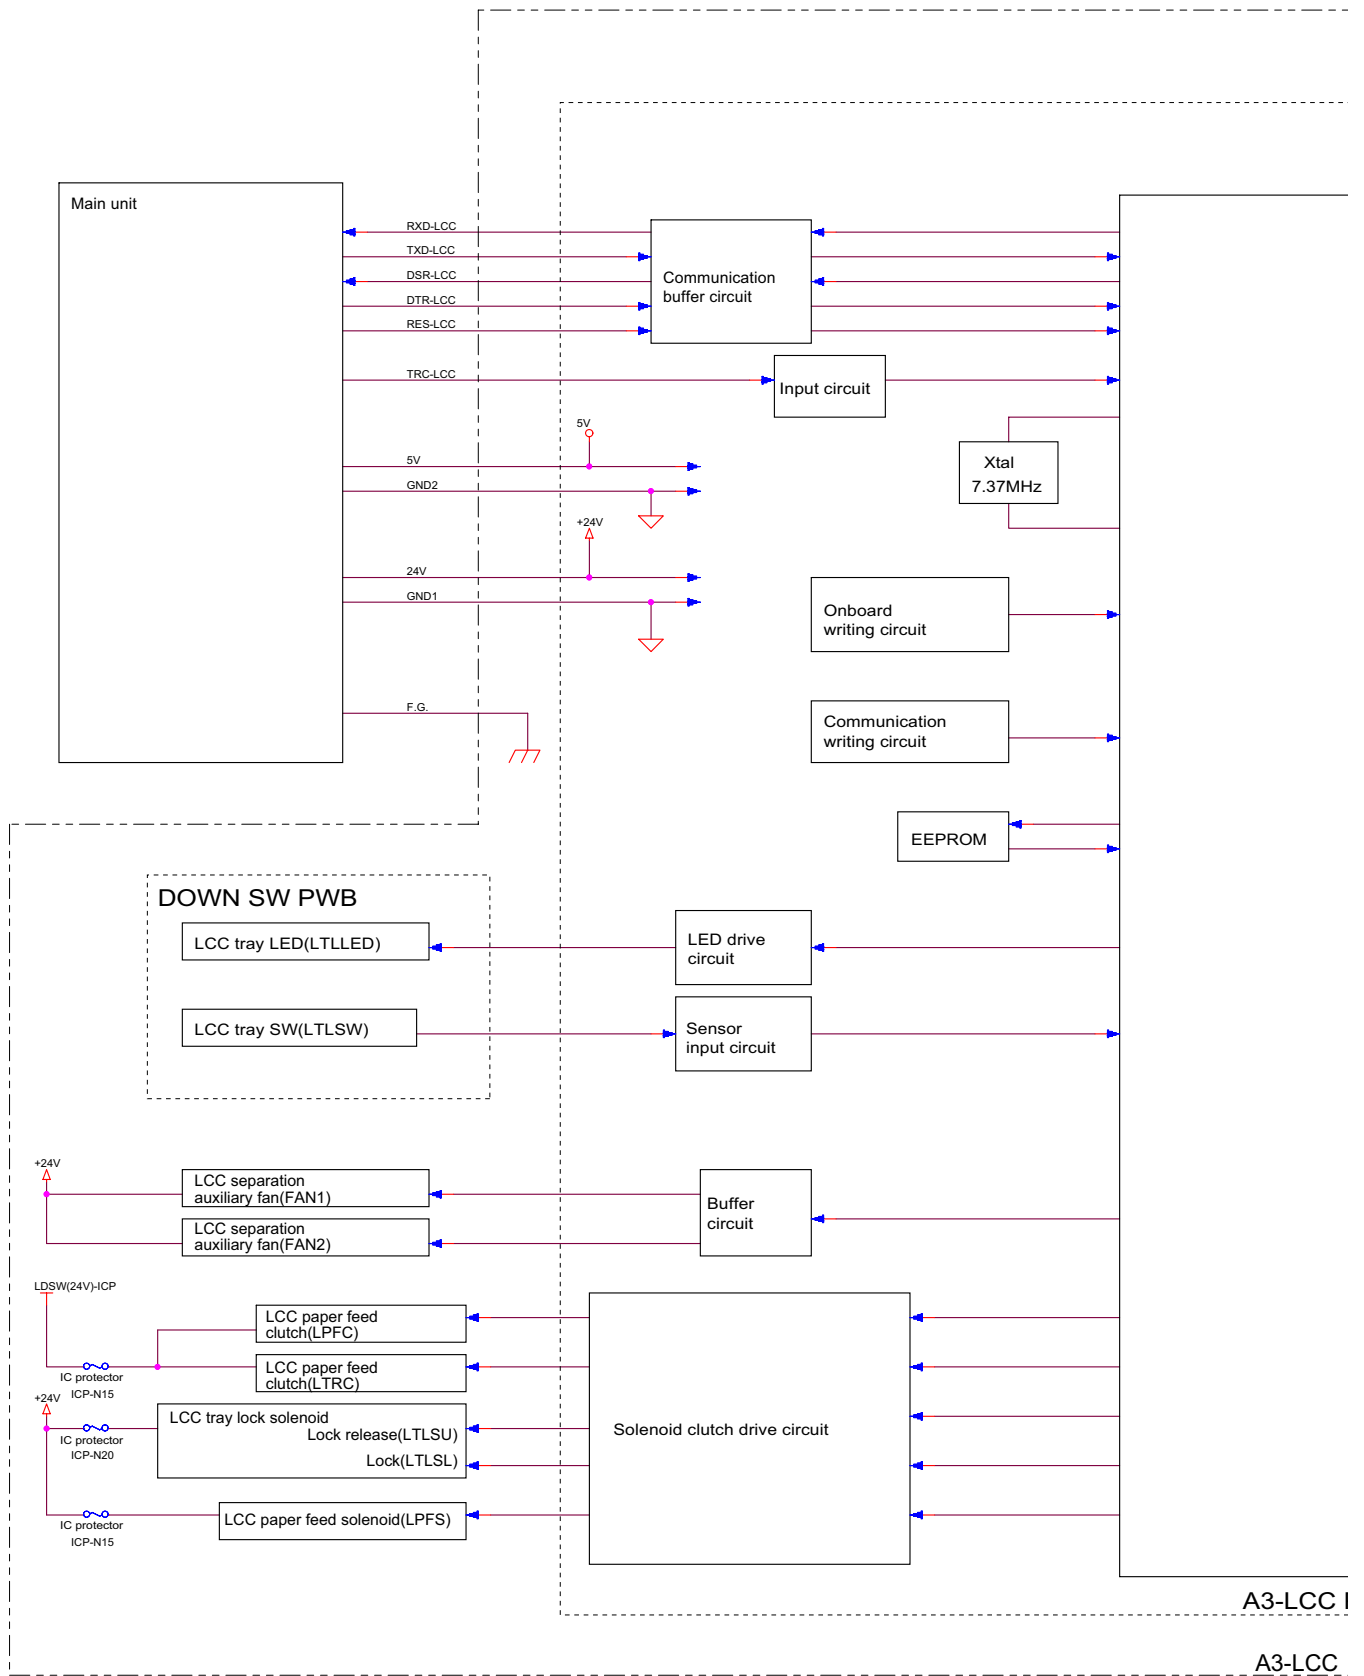 Main unit
RXD-LCC
TXD-LCC
DSR-LCC
DTR-LCC
RES-LCC
TRC-LCC
Communication
buffer circuit
Input circuit
5V
5V
GND2
+24V
24V
GND1
F.G.
Xtal
7.37MHz
Onboard
writing circuit
Communication
writing circuit
EEPROM
DOWN SW PWB
LCC tray LED(LTLLED)
LED drive
circuit
LCC tray SW(LTLSW)
Sensor
input circuit
+24V
LCC separation
auxiliary fan(FAN1)
LCC separation
auxiliary fan(FAN2)
Buffer
circuit
LDSW(24V)-ICP
LCC paper feed
clutch(LPFC)
LCC paper feed
clutch(LTRC)
IC protector
ICP-N15
+24V
LCC tray lock solenoid
Lock release(LTLSU)
Lock(LTLSL)
IC protector
ICP-N20
Solenoid clutch drive circuit
LCC paper feed solenoid(LPFS)
IC protector
ICP-N15
A3-LCC
A3-LCC